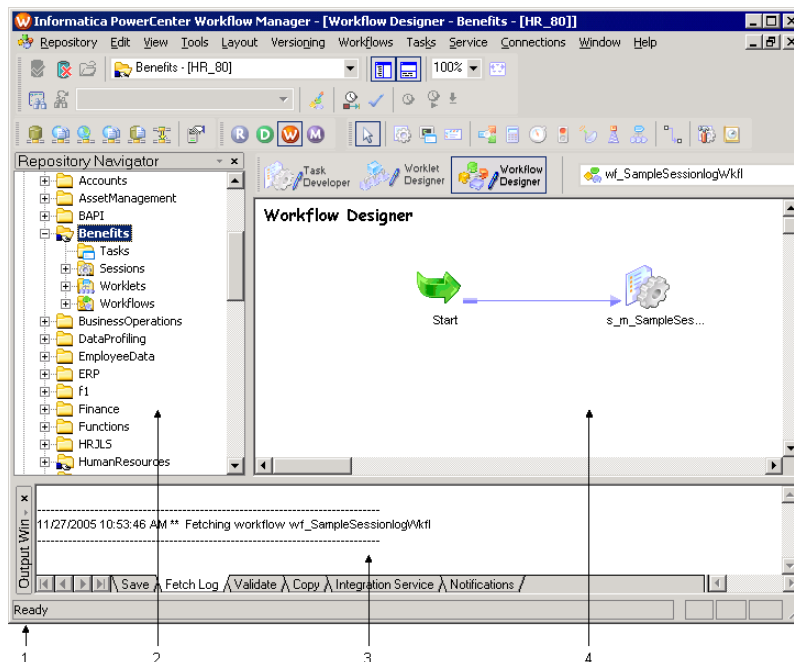 Informatica PowerCenter Workflow Manager - [Workflow Designer - Benefits - [HR_80]]
Repository Edit View Tools Layout Versioning Workflows Tasks Service Connections Window Help
Benefits - [HR_80] 100%
R D W M
Repository Navigator
Task Developer Worklet Designer Workflow Designer wf_SampleSessionlogWkfl
Accounts
AssetManagement
BAPI
Benefits
Tasks
Sessions
Worklets
Workflows
BusinessOperations
DataProfiling
EmployeeData
ERP
f1
Finance
Functions
HRJLS
HumanResources
Workflow Designer
Start s_m_SampleSes...
Output Win
------------------------------------------------------------
11/27/2005 10:53:46 AM ** Fetching workflow wf_SampleSessionlogWkfl
------------------------------------------------------------
Save Fetch Log Validate Copy Integration Service Notifications
Ready
1 2 3 4